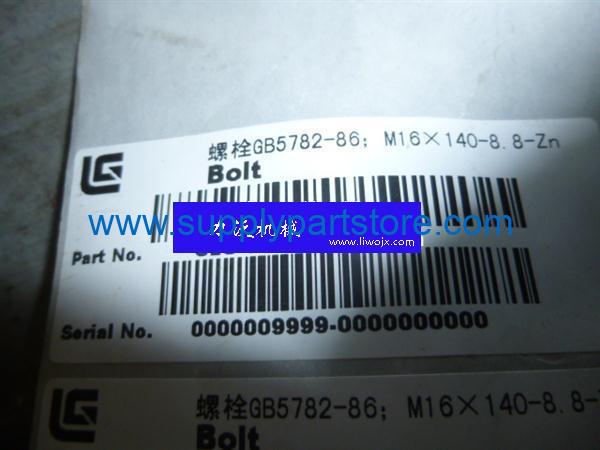 螺栓GB5782-86; M16×140-8.8-Zn
Bolt
www.supplypartstore.com
力沃机械
www.liwojx.com
Part No.
Serial No. 0000009999-0000000000
螺栓GB5782-86; M16×140-8.8-
Bolt